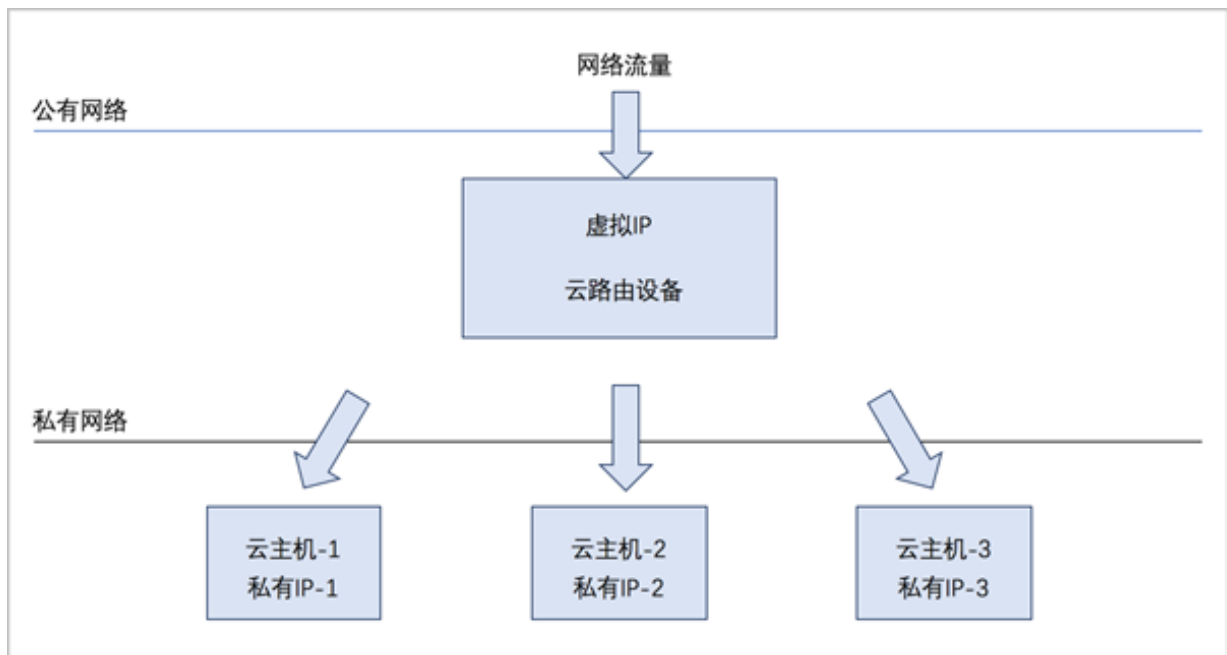 网络流量
公有网络
虚拟IP
云路由设备
私有网络
云主机-1
私有IP-1
云主机-2
私有IP-2
云主机-3
私有IP-3